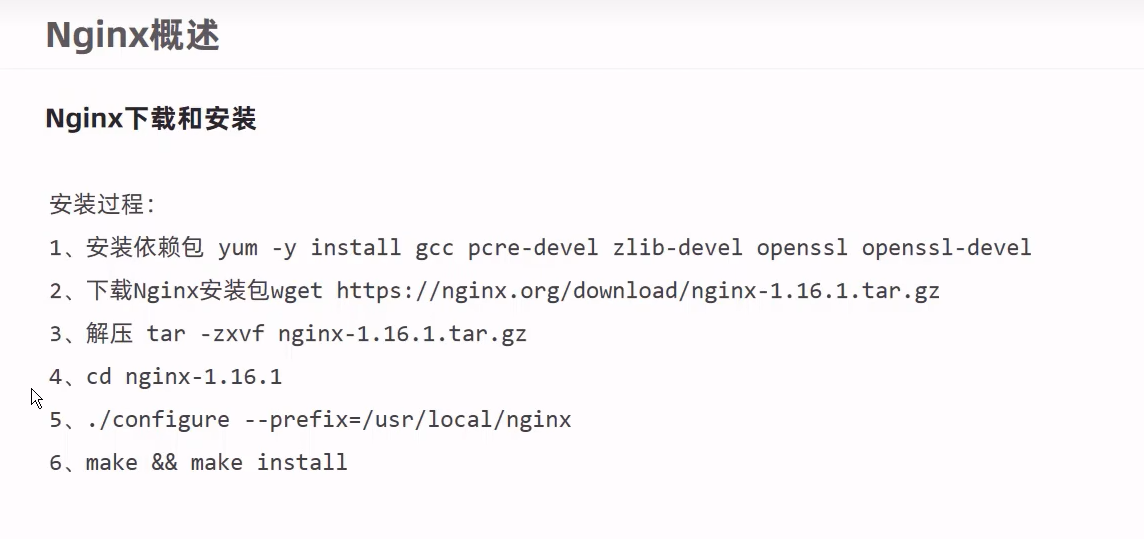 Nginx概述
Nginx下载和安装
安装过程：
1、安装依赖包 yum -y install gcc pcre-devel zlib-devel openssl openssl-devel
2、下载Nginx安装包wget https://nginx.org/download/nginx-1.16.1.tar.gz
3、解压 tar -zxvf nginx-1.16.1.tar.gz
4、cd nginx-1.16.1
5、./configure --prefix=/usr/local/nginx
6、make && make install